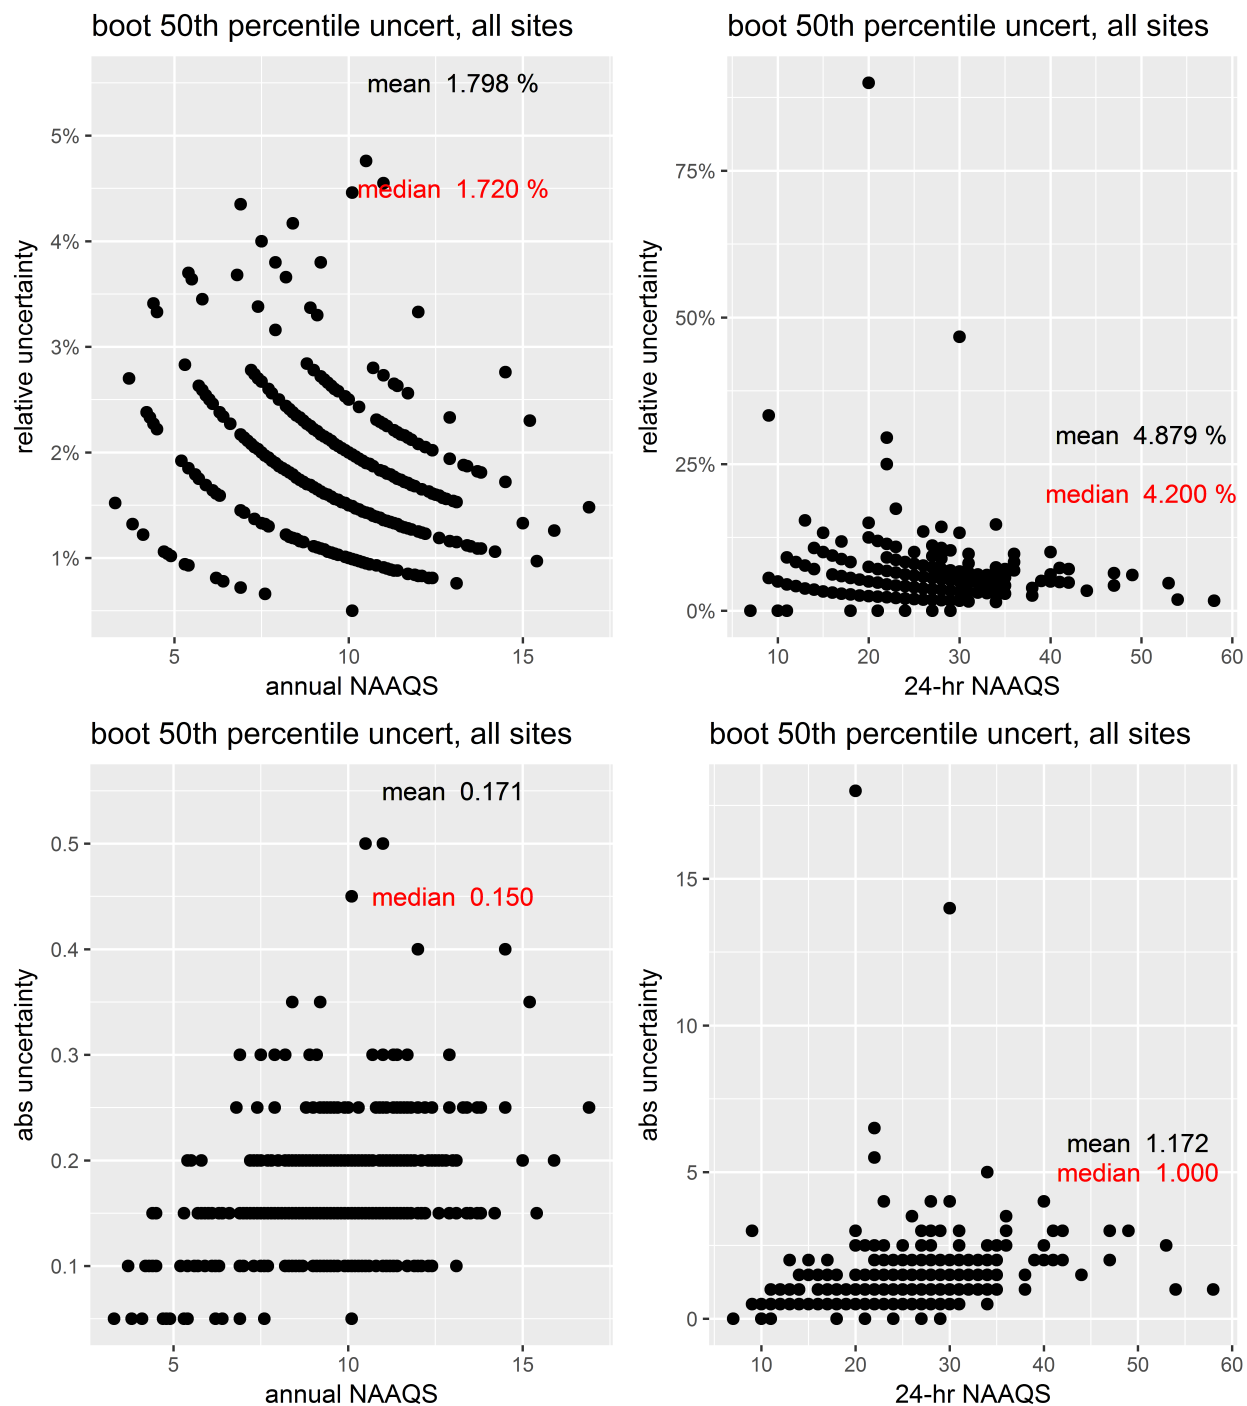 boot 50th percentile uncert, all sites
mean 1.798 %
median 1.720 %
5%
4%
3%
2%
1%
relative uncertainty
5
10
15
annual NAAQS
boot 50th percentile uncert, all sites
mean 4.879 %
median 4.200 %
75%
50%
25%
0%
relative uncertainty
10
20
30
40
50
60
24-hr NAAQS
boot 50th percentile uncert, all sites
mean 0.171
median 0.150
0.5
0.4
0.3
0.2
0.1
abs uncertainty
5
10
15
annual NAAQS
boot 50th percentile uncert, all sites
mean 1.172
median 1.000
15
10
5
0
abs uncertainty
10
20
30
40
50
60
24-hr NAAQS